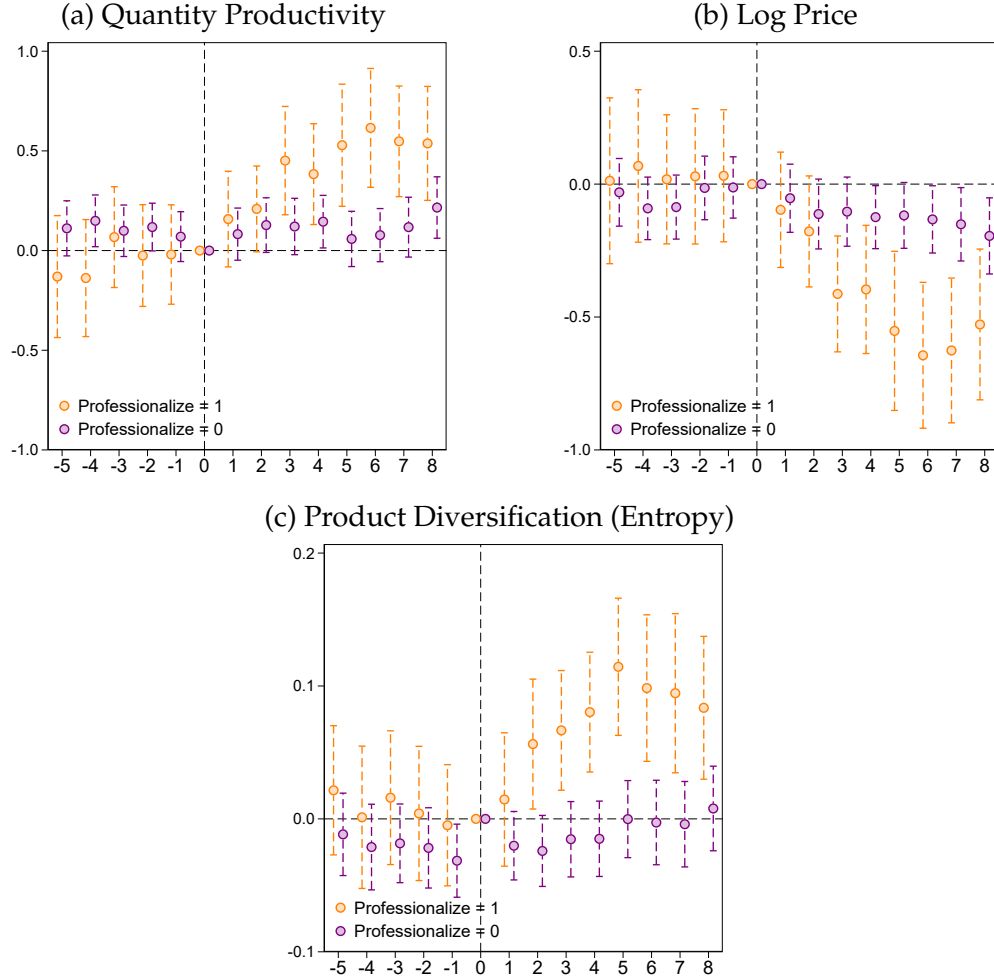 (a) Quantity Productivity
1.0
0.5
0.0
-0.5
-1.0
Professionalize = 1
Professionalize = 0
-5 -4 -3 -2 -1 0 1 2 3 4 5 6 7 8
(b) Log Price
0.5
0.0
-0.5
-1.0
Professionalize = 1
Professionalize = 0
-5 -4 -3 -2 -1 0 1 2 3 4 5 6 7 8
(c) Product Diversification (Entropy)
0.2
0.1
0.0
-0.1
Professionalize = 1
Professionalize = 0
-5 -4 -3 -2 -1 0 1 2 3 4 5 6 7 8